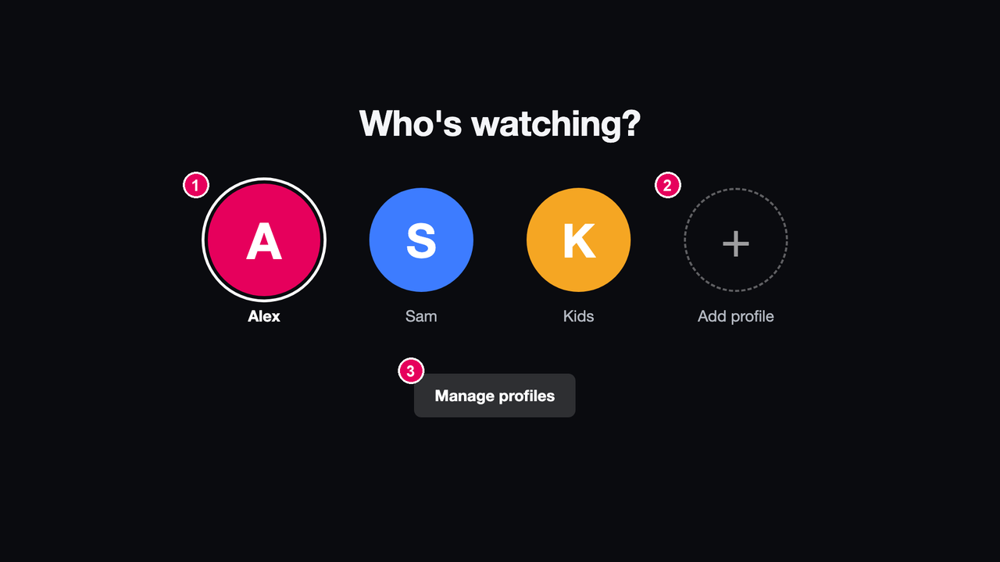 Who's watching?
1
2
A
S
K
+
Alex
Sam
Kids
Add profile
3
Manage profiles